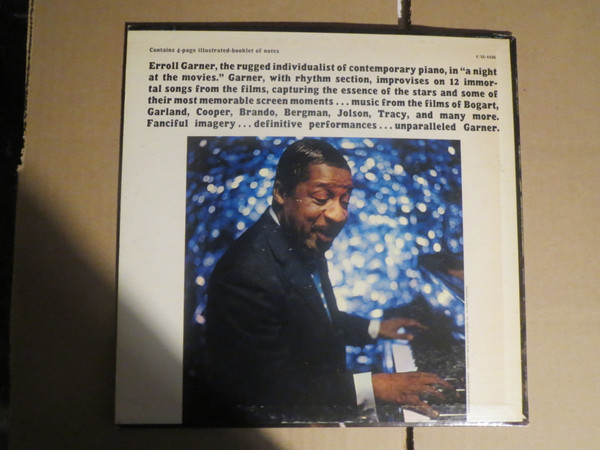 Contains 4-page illustrated-booklet of notes
Erroll Garner, the rugged individualist of contemporary piano, in “a night
at the movies.” Garner, with rhythm section, improvises on 12 immor-
tal songs from the films, capturing the essence of the stars and some of
their most memorable screen moments ... music from the films of Bogart,
Garland, Cooper, Brando, Bergman, Jolson, Tracy, and many more.
Fanciful imagery ... definitive performances ... unparalleled Garner.